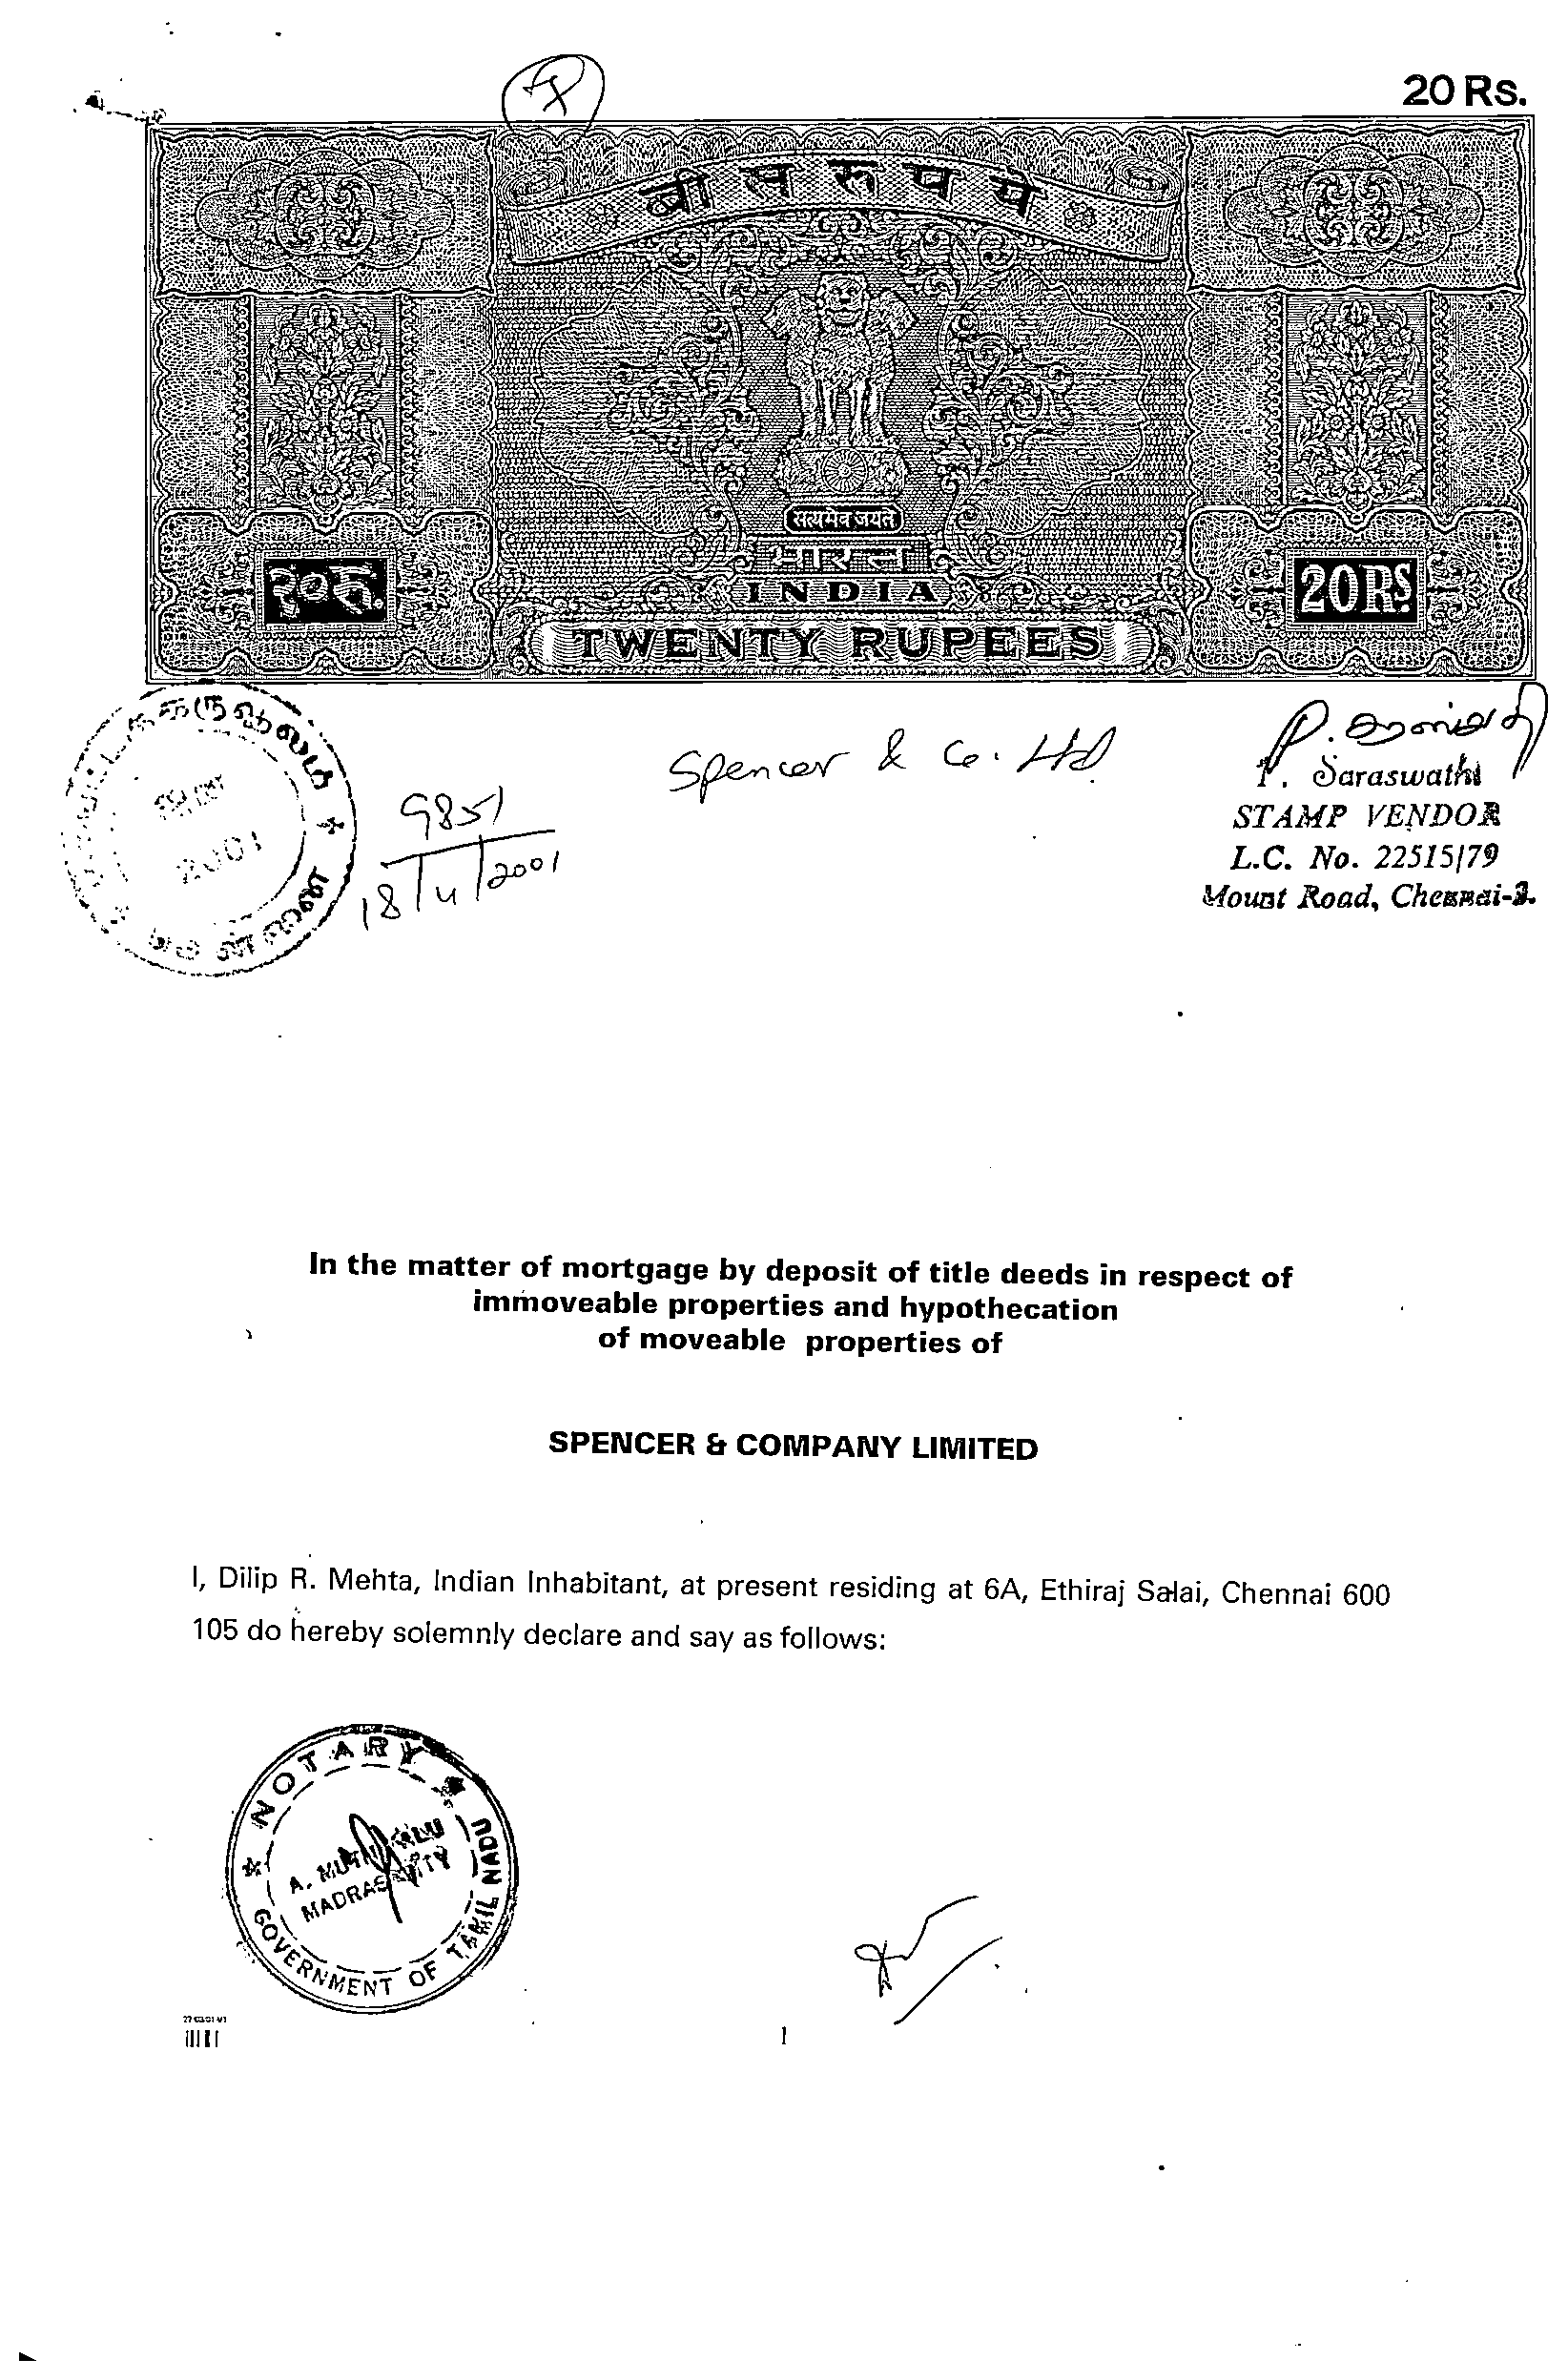 20 Rs.
बीस रूपये
सत्यमेव जयते
भारत
INDIA
२०रु.
20RS.
TWENTY RUPEES
Spencer & Co. Ltd
9851
18/4/2001
P. Saraswathi
STAMP VENDOR
L.C. No. 22515/79
Mount Road, Chennai-2.
2001
In the matter of mortgage by deposit of title deeds in respect of
immoveable properties and hypothecation
of moveable properties of
SPENCER & COMPANY LIMITED
I, Dilip R. Mehta, Indian Inhabitant, at present residing at 6A, Ethiraj Salai, Chennai 600
105 do hereby solemnly declare and say as follows:
NOTARY
A.
MADRAS CITY
GOVERNMENT OF TAMIL NADU
1